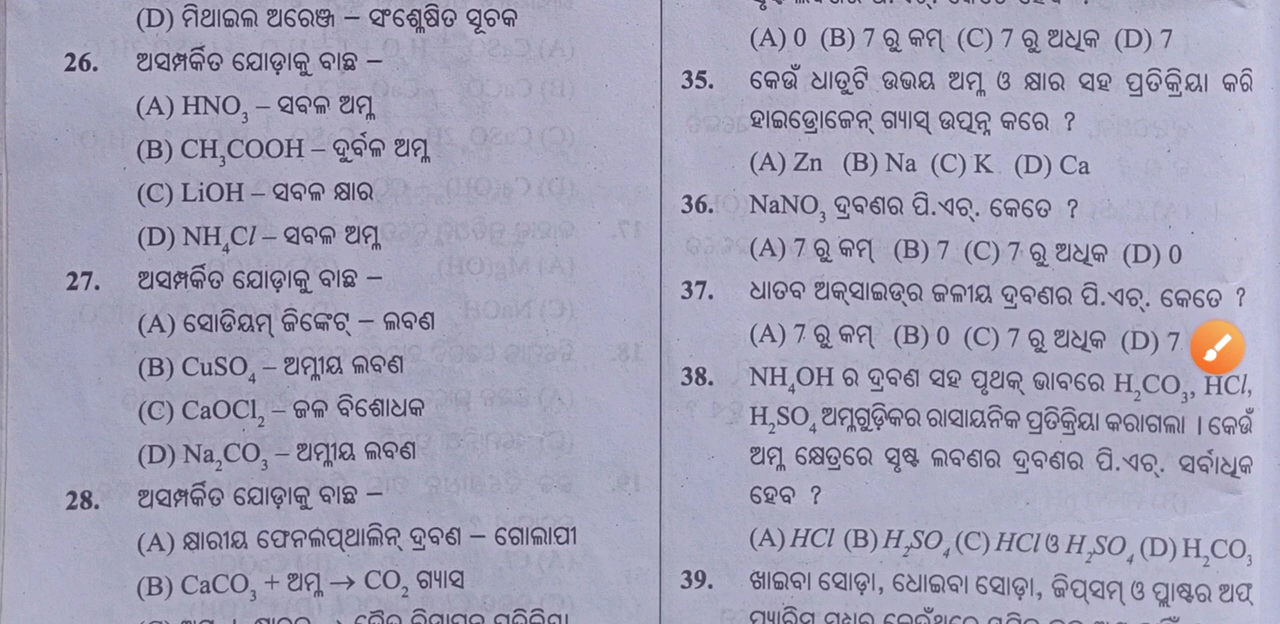 (D) ମିଥାଇଲ ଅରେଞ୍ଜ – ସଂଶ୍ଳେଷିତ ସୂଚକ
26. ଅସମ୍ପର୍କିତ ଯୋଡ଼ାକୁ ବାଛ –
(A) HNO₃ – ସବଳ ଅମ୍ଳ
(B) CH₃COOH – ଦୁର୍ବଳ ଅମ୍ଳ
(C) LiOH – ସବଳ କ୍ଷାର
(D) NH₄Cl – ସବଳ ଅମ୍ଳ
27. ଅସମ୍ପର୍କିତ ଯୋଡ଼ାକୁ ବାଛ –
(A) ସୋଡିୟମ୍ ଜିଙ୍କେଟ୍ – ଲବଣ
(B) CuSO₄ – ଅମ୍ଳୀୟ ଲବଣ
(C) CaOCl₂ – ଜଳ ବିଶୋଧକ
(D) Na₂CO₃ – ଅମ୍ଳୀୟ ଲବଣ
28. ଅସମ୍ପର୍କିତ ଯୋଡ଼ାକୁ ବାଛ –
(A) କ୍ଷାରୀୟ ଫେନଲପ୍‌ଥାଲିନ୍ ଦ୍ରବଣ – ଗୋଲାପୀ
(B) CaCO₃ + ଅମ୍ଳ → CO₂ ଗ୍ୟାସ
(A) 0 (B) 7 ରୁ କମ୍ (C) 7 ରୁ ଅଧିକ (D) 7
35. କେଉଁ ଧାତୁଟି ଉଭୟ ଅମ୍ଳ ଓ କ୍ଷାର ସହ ପ୍ରତିକ୍ରିୟା କରି
ହାଇଡ୍ରୋଜେନ୍ ଗ୍ୟାସ୍ ଉତ୍ପନ୍ନ କରେ ?
(A) Zn (B) Na (C) K (D) Ca
36. NaNO₃ ଦ୍ରବଣର ପି.ଏଚ୍. କେତେ ?
(A) 7 ରୁ କମ୍ (B) 7 (C) 7 ରୁ ଅଧିକ (D) 0
37. ଧାତବ ଅକ୍‌ସାଇଡ୍‌ର ଜଳୀୟ ଦ୍ରବଣର ପି.ଏଚ୍. କେତେ ?
(A) 7 ରୁ କମ୍ (B) 0 (C) 7 ରୁ ଅଧିକ (D) 7
38. NH₄OH ର ଦ୍ରବଣ ସହ ପୃଥକ୍ ଭାବରେ H₂CO₃, HCl,
H₂SO₄ ଅମ୍ଳଗୁଡ଼ିକର ରାସାୟନିକ ପ୍ରତିକ୍ରିୟା କରାଗଲା । କେଉଁ
ଅମ୍ଳ କ୍ଷେତ୍ରରେ ସୃଷ୍ଟ ଲବଣର ଦ୍ରବଣର ପି.ଏଚ୍. ସର୍ବାଧିକ
ହେବ ?
(A) HCl (B) H₂SO₄ (C) HCl ଓ H₂SO₄ (D) H₂CO₃
39. ଖାଇବା ସୋଡ଼ା, ଧୋଇବା ସୋଡ଼ା, ଜିପ୍‌ସମ୍ ଓ ପ୍ଲାଷ୍ଟର ଅଫ୍